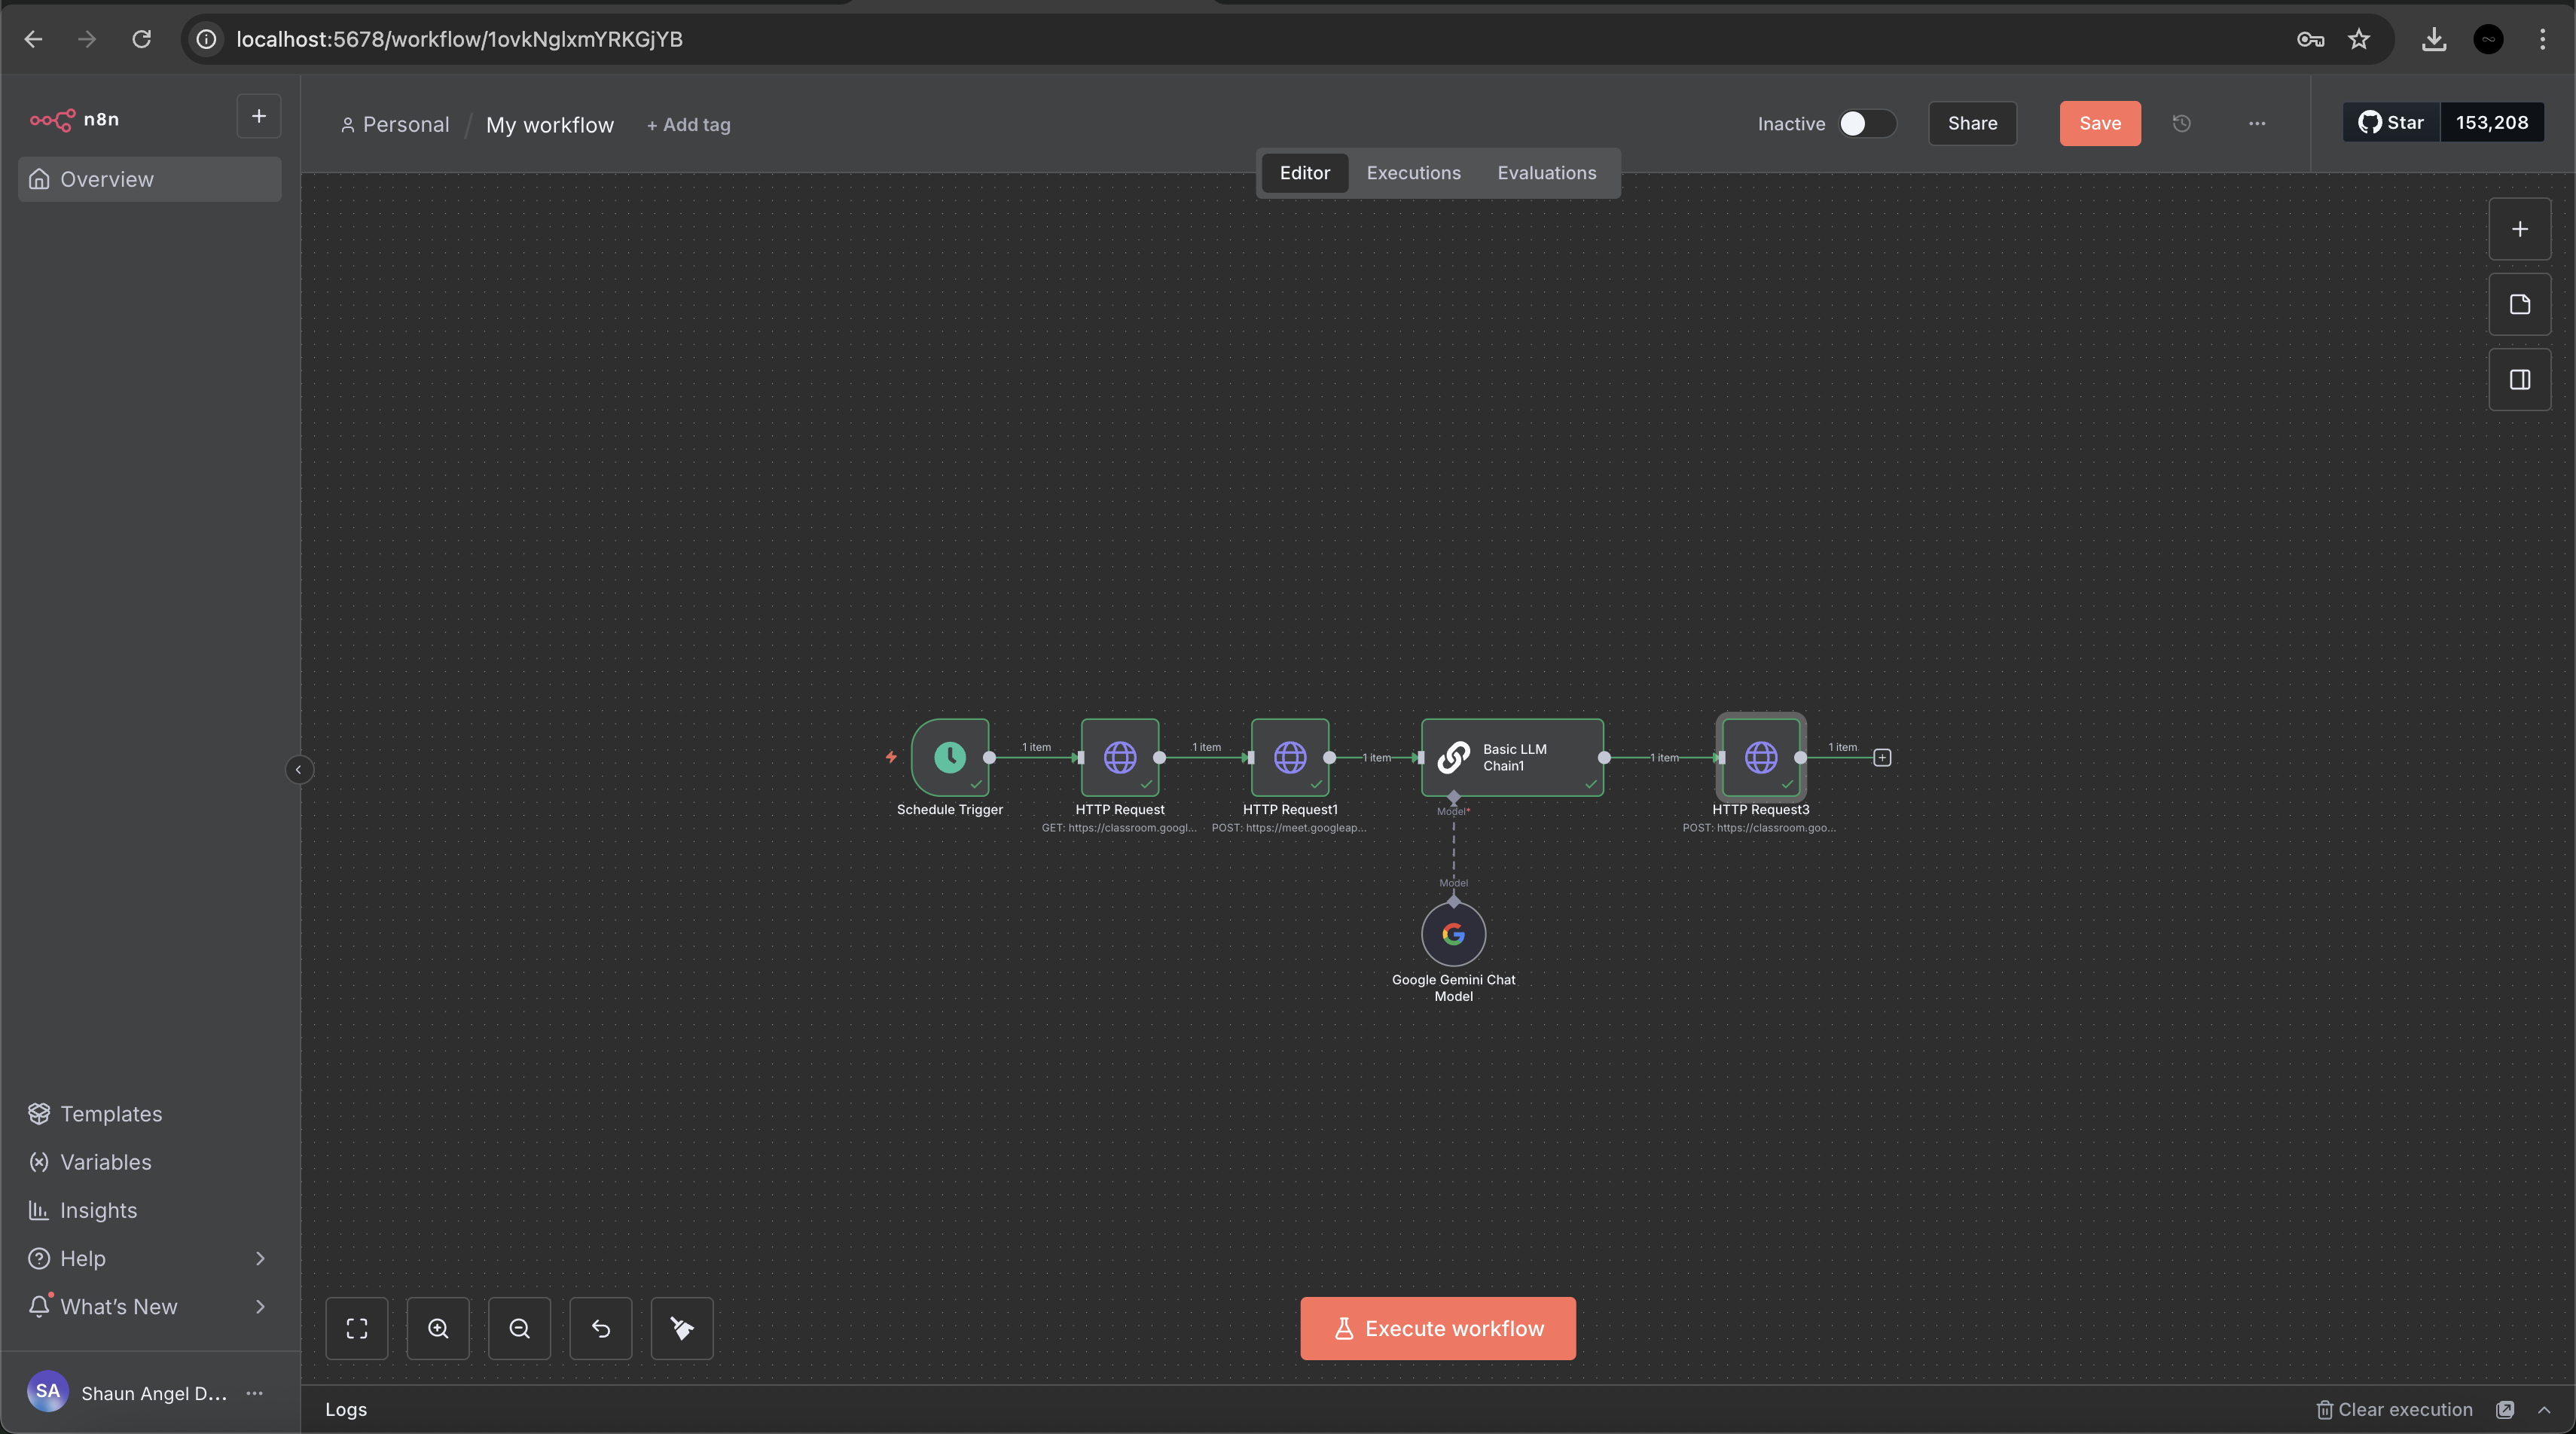 localhost:5678/workflow/1ovkNglxmYRKGjYB
n8n
Personal / My workflow + Add tag
Inactive
Share
Save
Star 153,208
Editor Executions Evaluations
Overview
1 item
1 item
1 item
1 item
1 item
Basic LLM
Chain1
Schedule Trigger
HTTP Request
GET: https://classroom.googl...
HTTP Request1
POST: https://meet.googleap...
Model*
HTTP Request3
POST: https://classroom.goo...
Model
Google Gemini Chat
Model
Templates
Variables
Insights
Help
What's New
Execute workflow
SA Shaun Angel D...
Logs
Clear execution